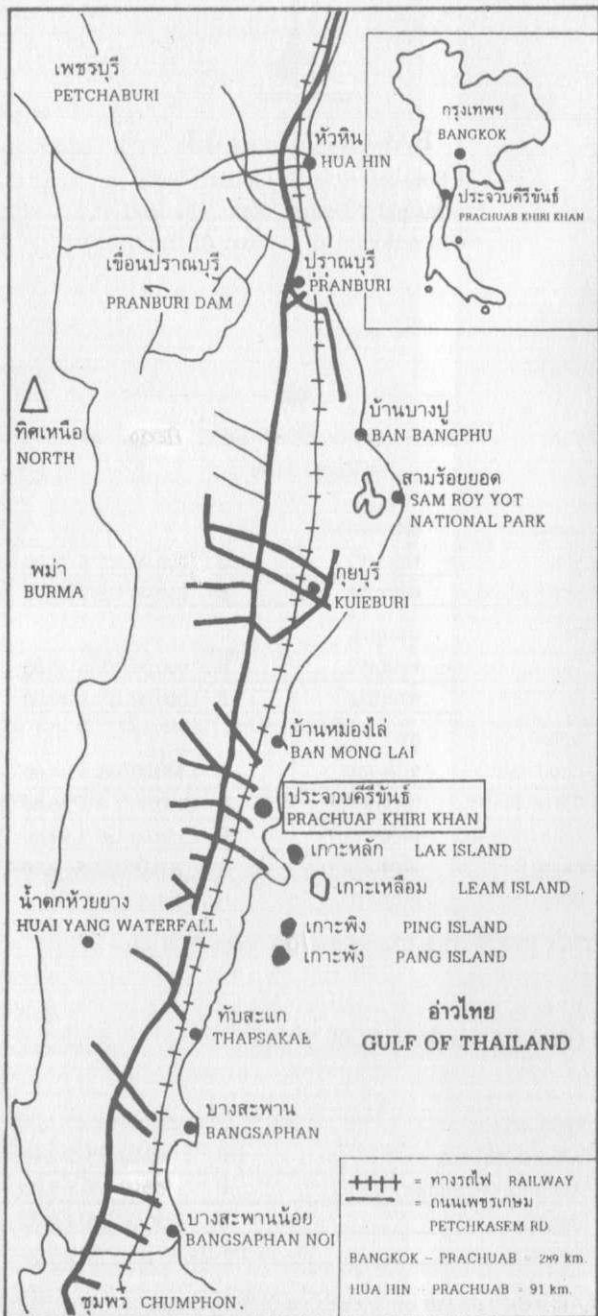 เพชรบุรี
PETCHABURI
หัวหิน
HUA HIN
กรุงเทพฯ
BANGKOK
ประจวบคีรีขันธ์
PRACHUAB KHIRI KHAN
เขื่อนปราณบุรี
PRANBURI DAM
ปราณบุรี
PRANBURI
ทิศเหนือ
NORTH
บ้านบางปู
BAN BANGPHU
สามร้อยยอด
SAM ROY YOT
NATIONAL PARK
พม่า
BURMA
กุยบุรี
KUIEBURI
บ้านหม่องไล่
BAN MONG LAI
ประจวบคีรีขันธ์
PRACHUAP KHIRI KHAN
เกาะหลัก LAK ISLAND
เกาะเหลือม LEAM ISLAND
น้ำตกห้วยยาง
HUAI YANG WATERFALL
เกาะพิง PING ISLAND
เกาะพัง PANG ISLAND
อ่าวไทย
GULF OF THAILAND
ทับสะแก
THAPSAKAE
บางสะพาน
BANGSAPHAN
บางสะพานน้อย
BANGSAPHAN NOI
ชุมพร CHUMPHON
= ทางรถไฟ RAILWAY
= ถนนเพชรเกษม
PETCHKASEM RD
BANGKOK - PRACHUAB = 289 km.
HUA HIN - PRACHUAB = 91 km.